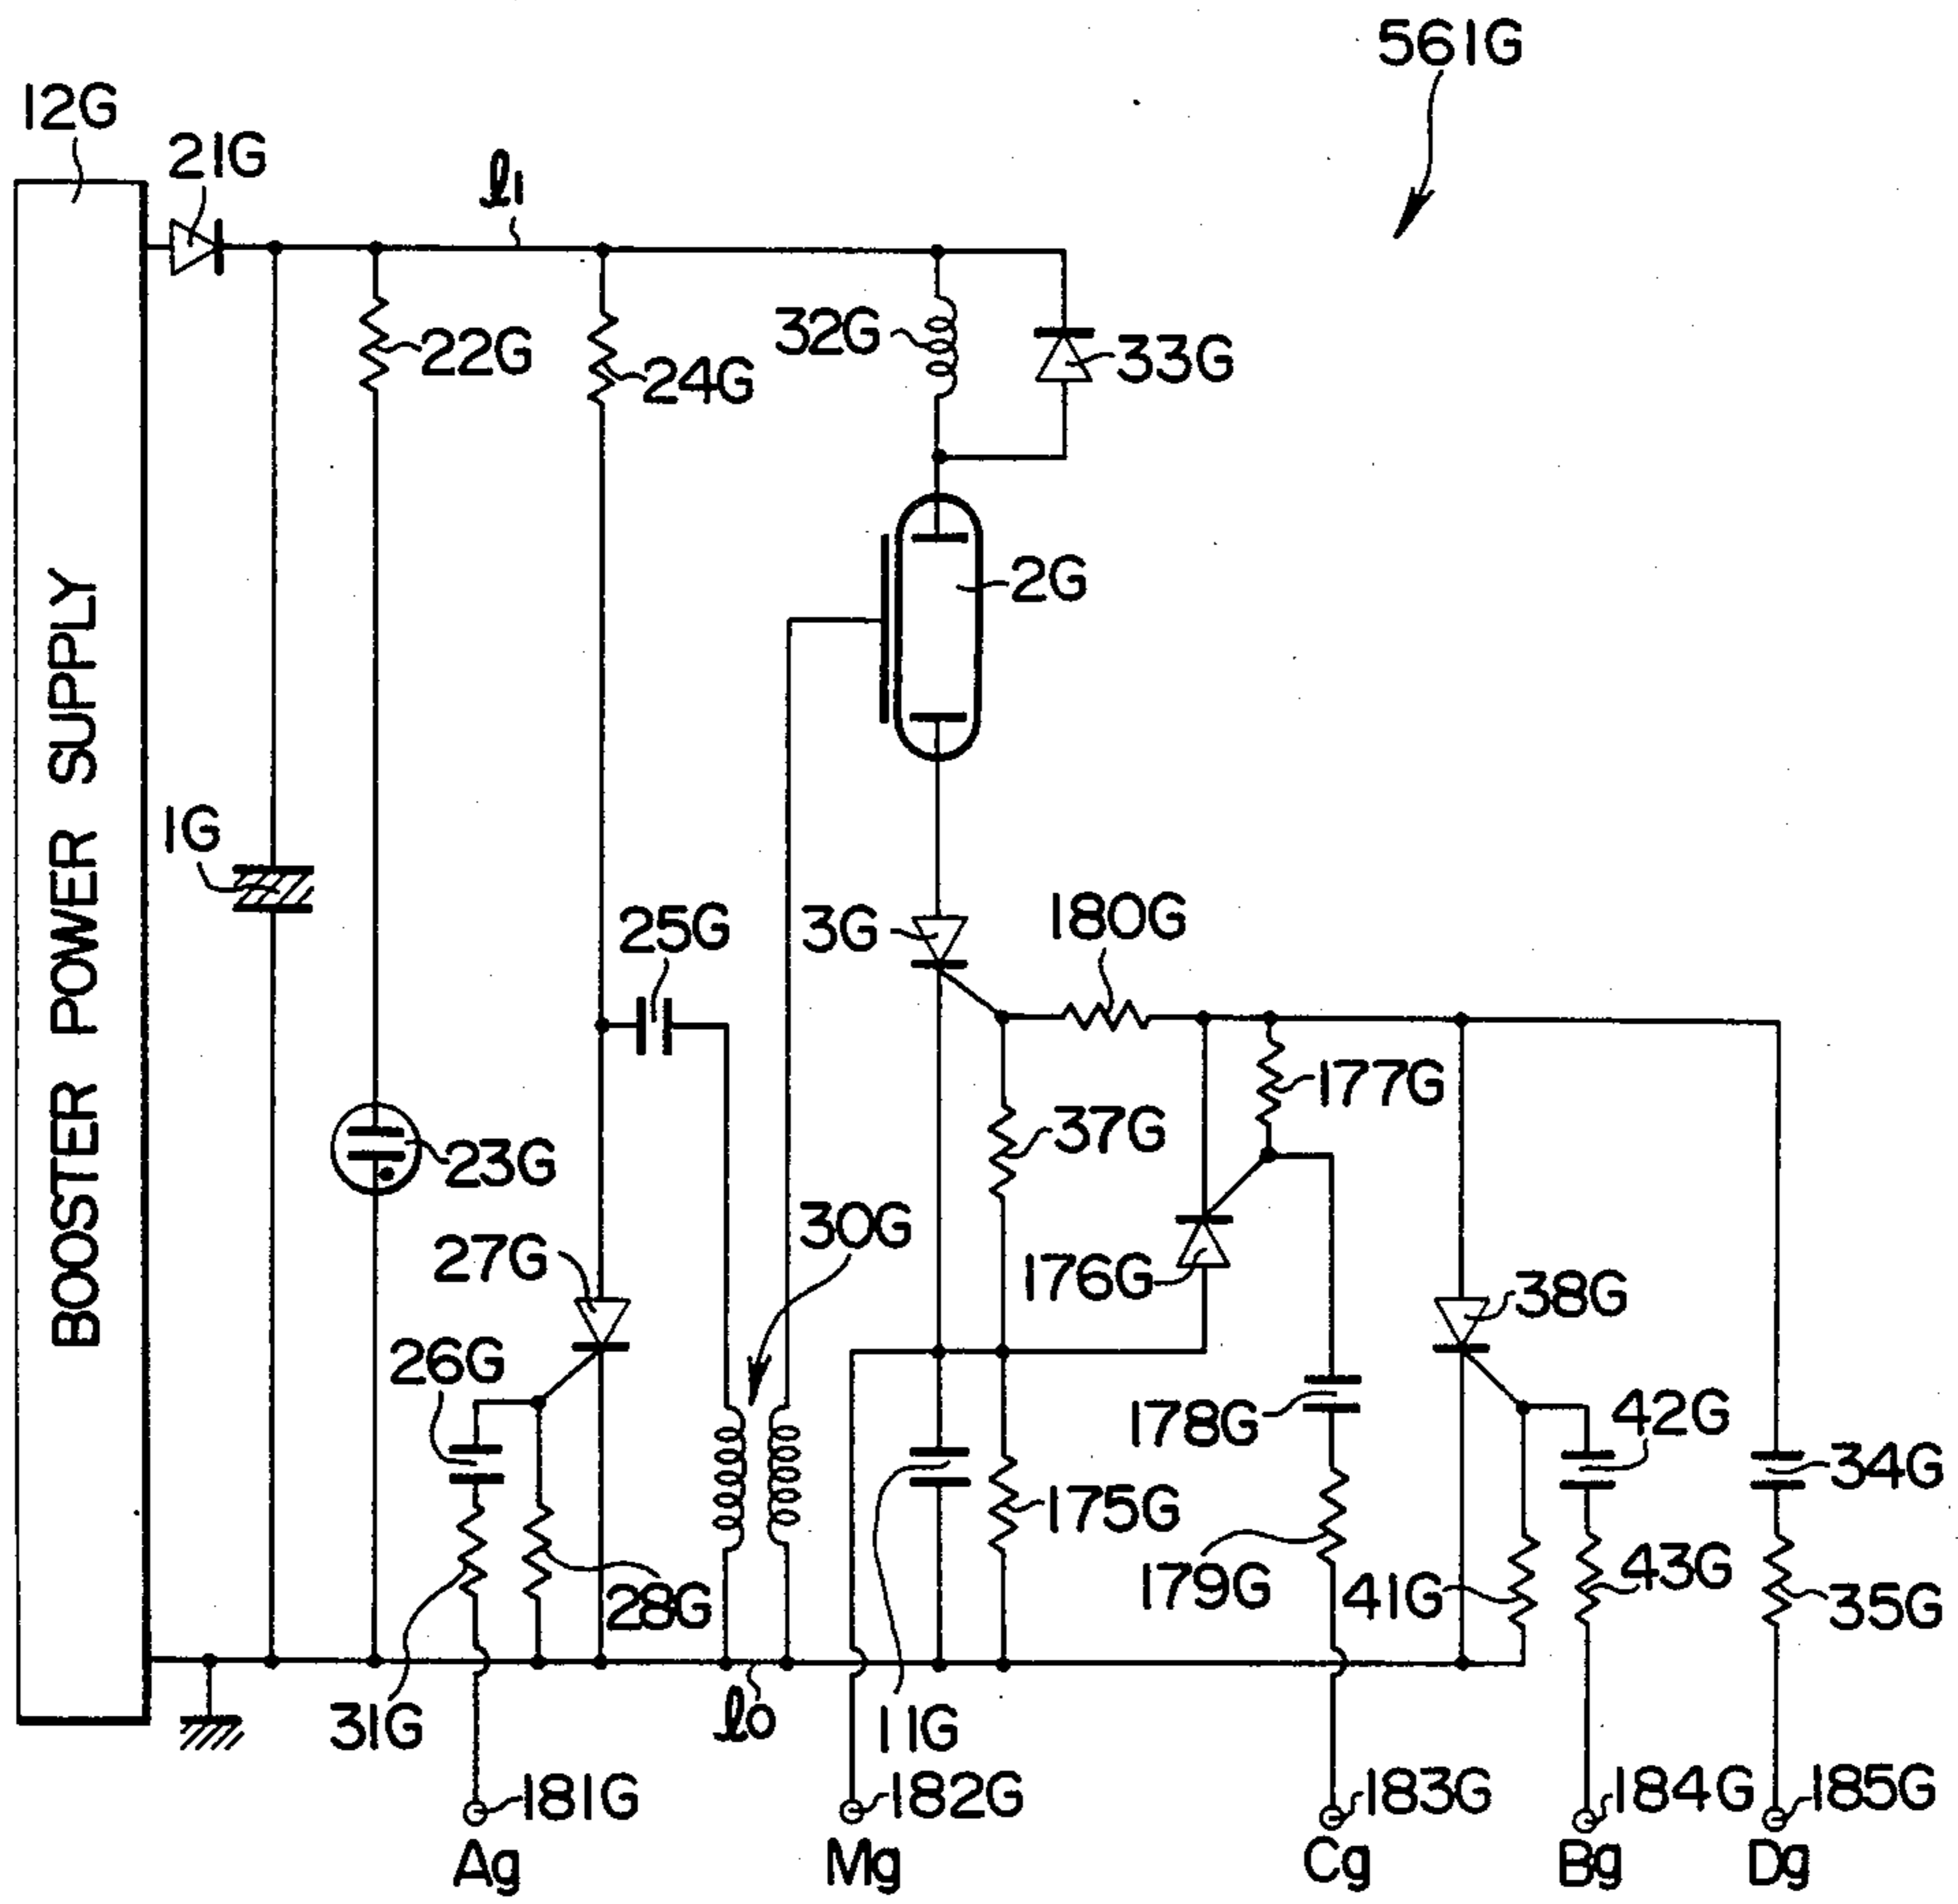 561G
12G
21G
l1
32G
33G
22G
24G
2G
BOOSTER POWER SUPPLY
1G
25G
3G
180G
177G
37G
23G
30G
27G
176G
38G
26G
178G
42G
34G
175G
179G
41G
43G
35G
28G
31G
l0
11G
181G
182G
183G
184G
185G
Ag
Mg
Cg
Bg
Dg